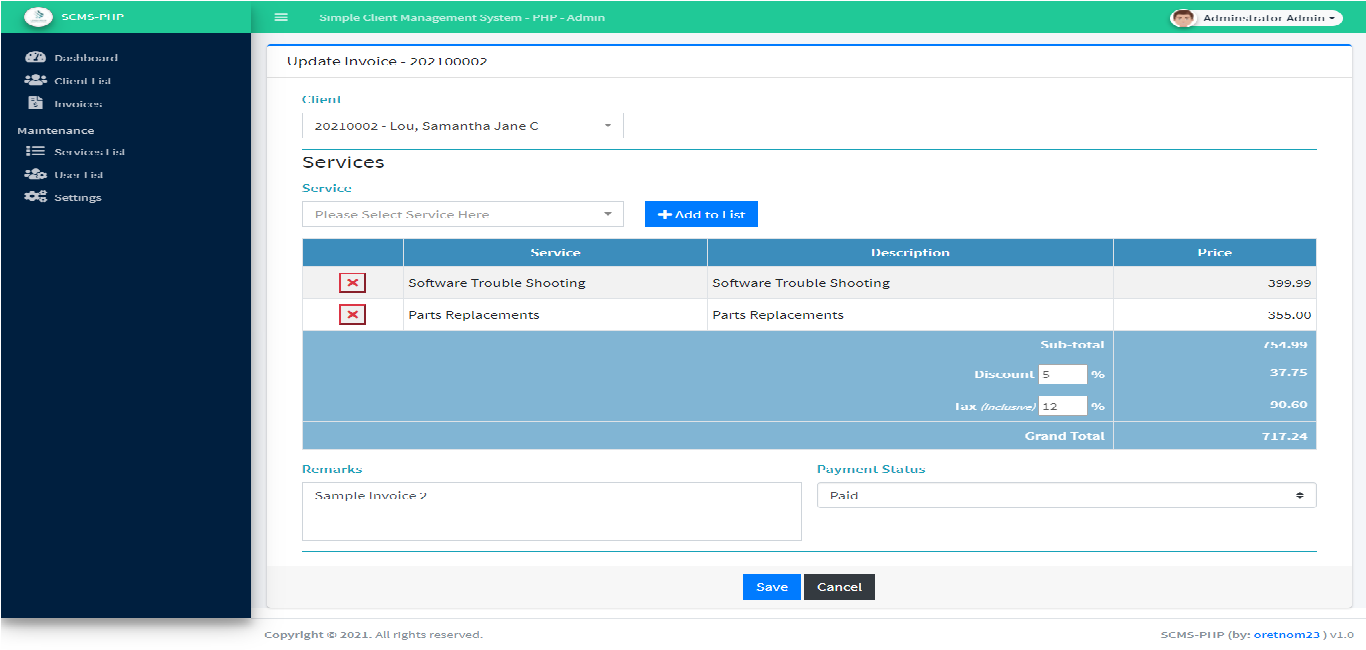 SCMS-PHP
Simple Client Management System - PHP - Admin
Adminstrator Admin
Dashboard
Client List
Invoices
Maintenance
Services List
User List
Settings
Update Invoice - 202100002
Client
20210002 - Lou, Samantha Jane C
Services
Service
Please Select Service Here
Add to List
Service Description Price
Software Trouble Shooting Software Trouble Shooting 399.99
Parts Replacements Parts Replacements 355.00
Sub-total 754.99
Discount 5 % 37.75
Tax (Inclusive) 12 % 90.60
Grand Total 717.24
Remarks Payment Status
Sample Invoice 2 Paid
Save Cancel
Copyright © 2021. All rights reserved. SCMS-PHP (by: oretnom23 ) v1.0